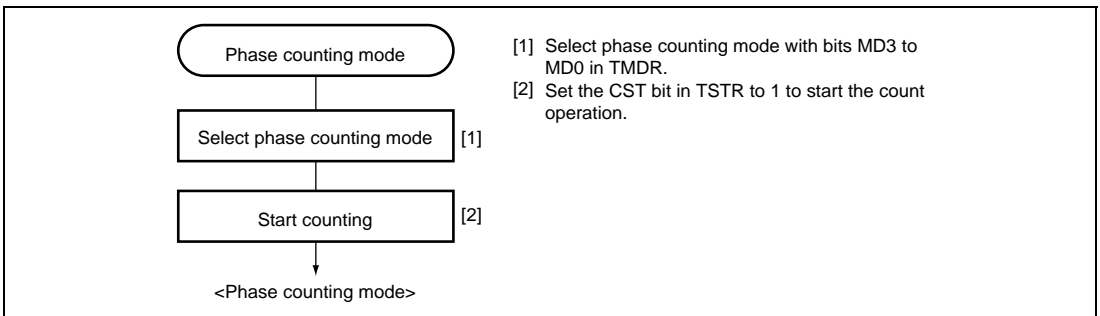 Phase counting mode
Select phase counting mode [1]
Start counting [2]
<Phase counting mode>
[1] Select phase counting mode with bits MD3 to
MD0 in TMDR.
[2] Set the CST bit in TSTR to 1 to start the count
operation.